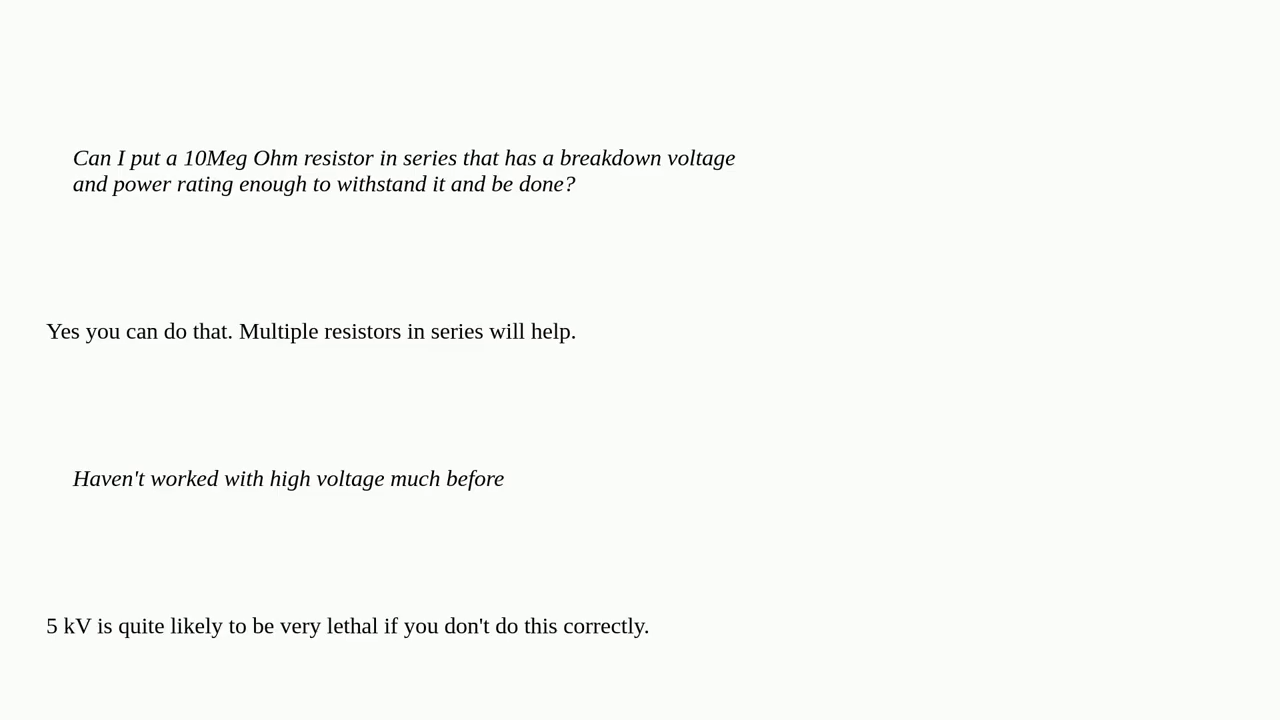 Can I put a 10Meg Ohm resistor in series that has a breakdown voltage
and power rating enough to withstand it and be done?
Yes you can do that. Multiple resistors in series will help.
Haven't worked with high voltage much before
5 kV is quite likely to be very lethal if you don't do this correctly.